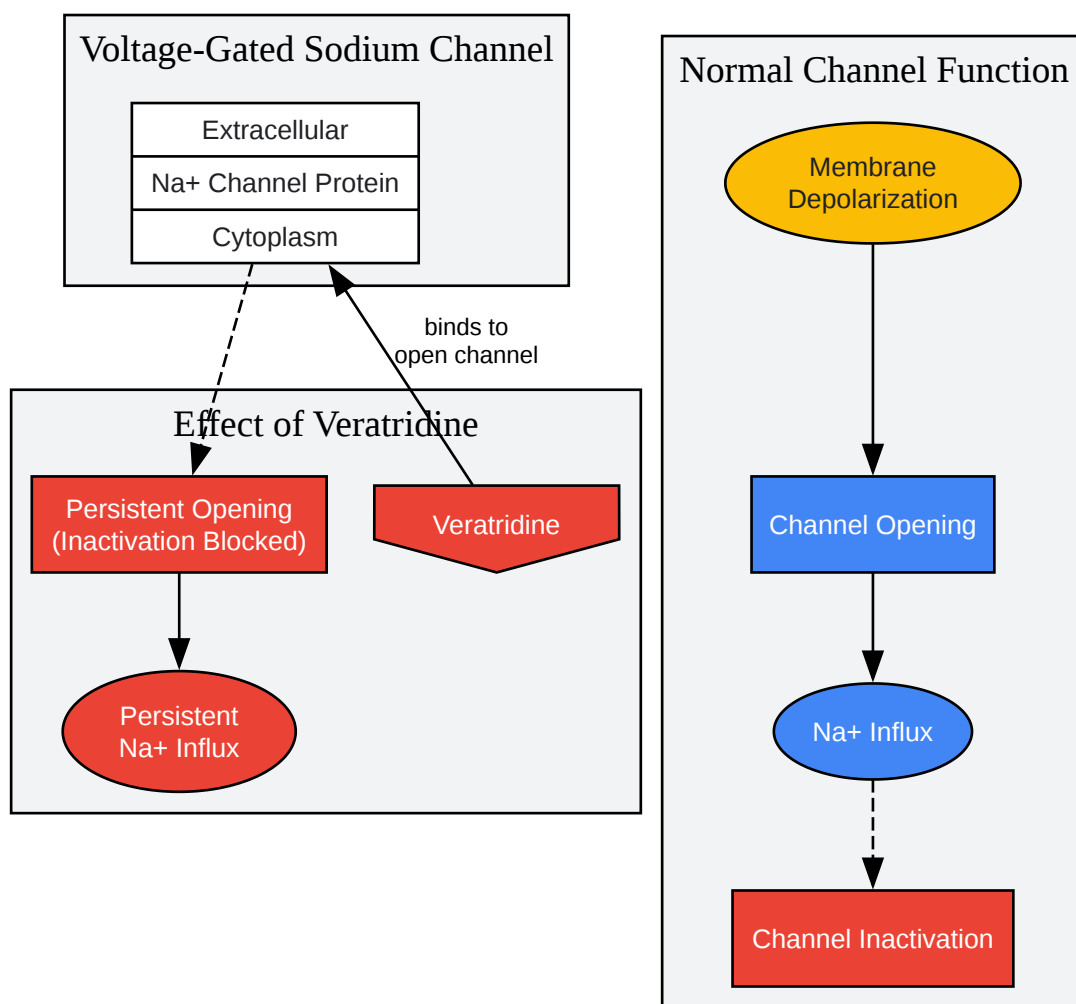 Voltage-Gated Sodium Channel
Extracellular
Na+ Channel Protein
Cytoplasm
binds to
open channel
Effect of Veratridine
Persistent Opening
(Inactivation Blocked)
Veratridine
Persistent
Na+ Influx
Normal Channel Function
Membrane
Depolarization
Channel Opening
Na+ Influx
Channel Inactivation